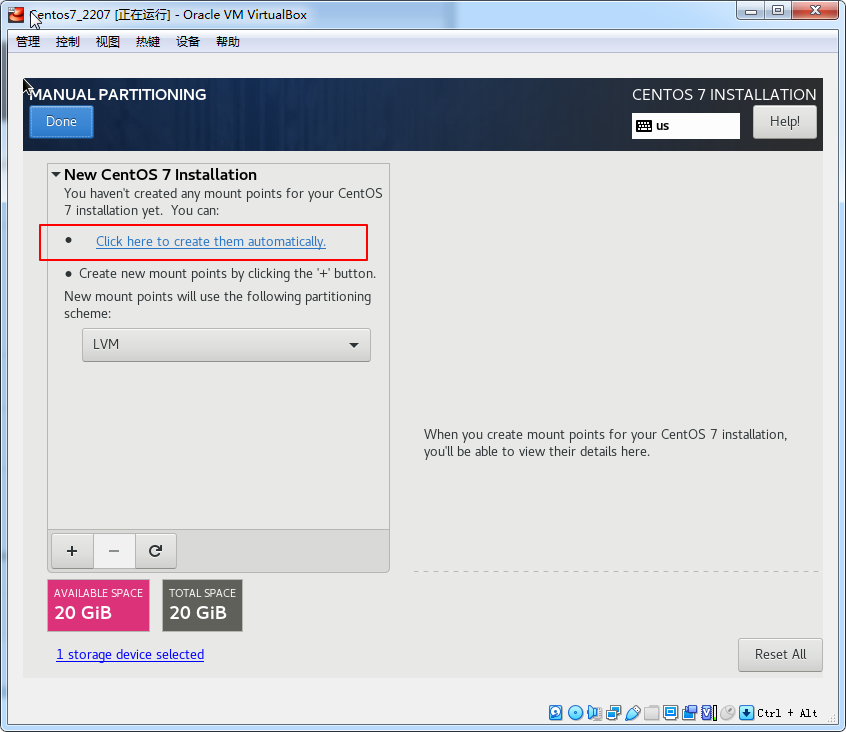 Centos7_2207 [正在运行] - Oracle VM VirtualBox
管理 控制 视图 热键 设备 帮助
MANUAL PARTITIONING
CENTOS 7 INSTALLATION
Done
us
Help!
New CentOS 7 Installation
You haven't created any mount points for your CentOS
7 installation yet. You can:
• Click here to create them automatically.
• Create new mount points by clicking the '+' button.
New mount points will use the following partitioning
scheme:
LVM
When you create mount points for your CentOS 7 installation,
you'll be able to view their details here.
+ −
AVAILABLE SPACE
20 GiB
TOTAL SPACE
20 GiB
1 storage device selected
Reset All
Ctrl + Alt